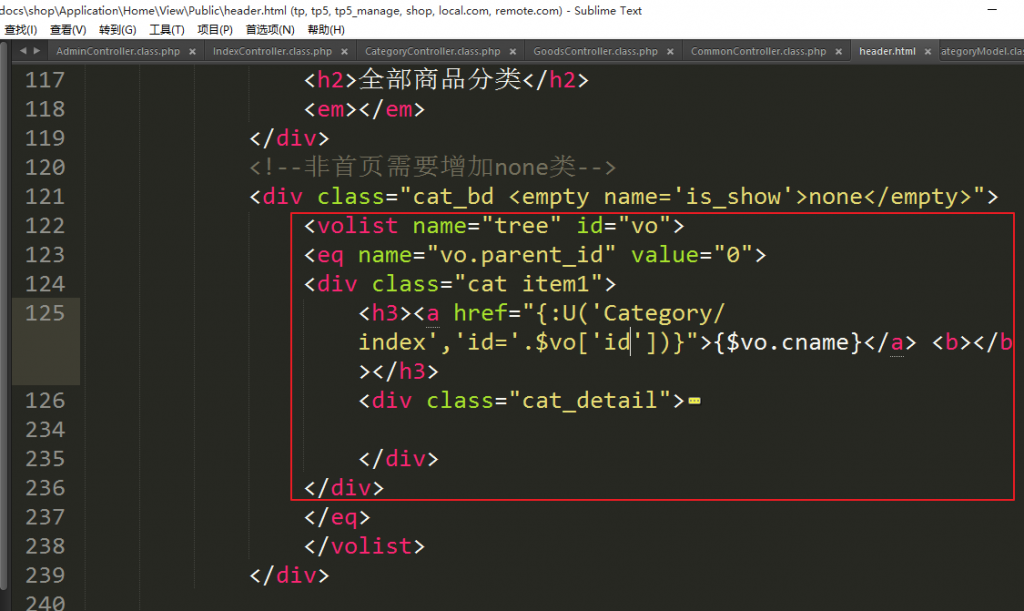 docs\shop\Application\Home\View\Public\header.html (tp, tp5, tp5_manage, shop, local.com, remote.com) - Sublime Text
查找(I) 查看(V) 转到(G) 工具(T) 项目(P) 首选项(N) 帮助(H)
AdminController.class.php × IndexController.class.php × CategoryController.class.php × GoodsController.class.php × CommonController.class.php × header.html × ategoryModel.clas
117 <h2>全部商品分类</h2>
118 <em></em>
119 </div>
120 <!--非首页需要增加none类-->
121 <div class="cat_bd <empty name='is_show'>none</empty>">
122 <volist name="tree" id="vo">
123 <eq name="vo.parent_id" value="0">
124 <div class="cat item1">
125 <h3><a href="{:U('Category/
index','id='.$vo['id'])}">{$vo.cname}</a> <b></b
></h3>
126 <div class="cat_detail">
234
235 </div>
236 </div>
237 </eq>
238 </volist>
239 </div>
240